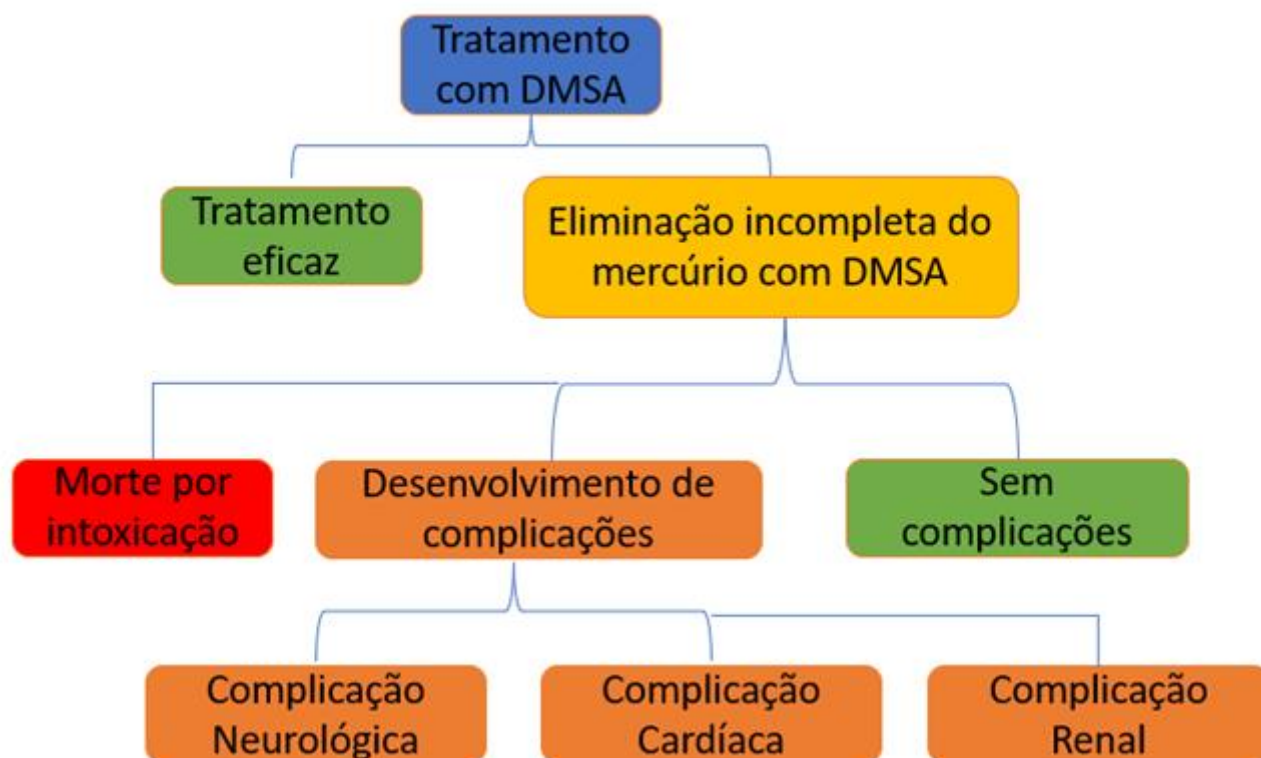 Tratamento
com DMSA
Tratamento
eficaz
Eliminação incompleta do
mercúrio com DMSA
Morte por
intoxicação
Desenvolvimento de
complicações
Sem
complicações
Complicação
Neurológica
Complicação
Cardíaca
Complicação
Renal